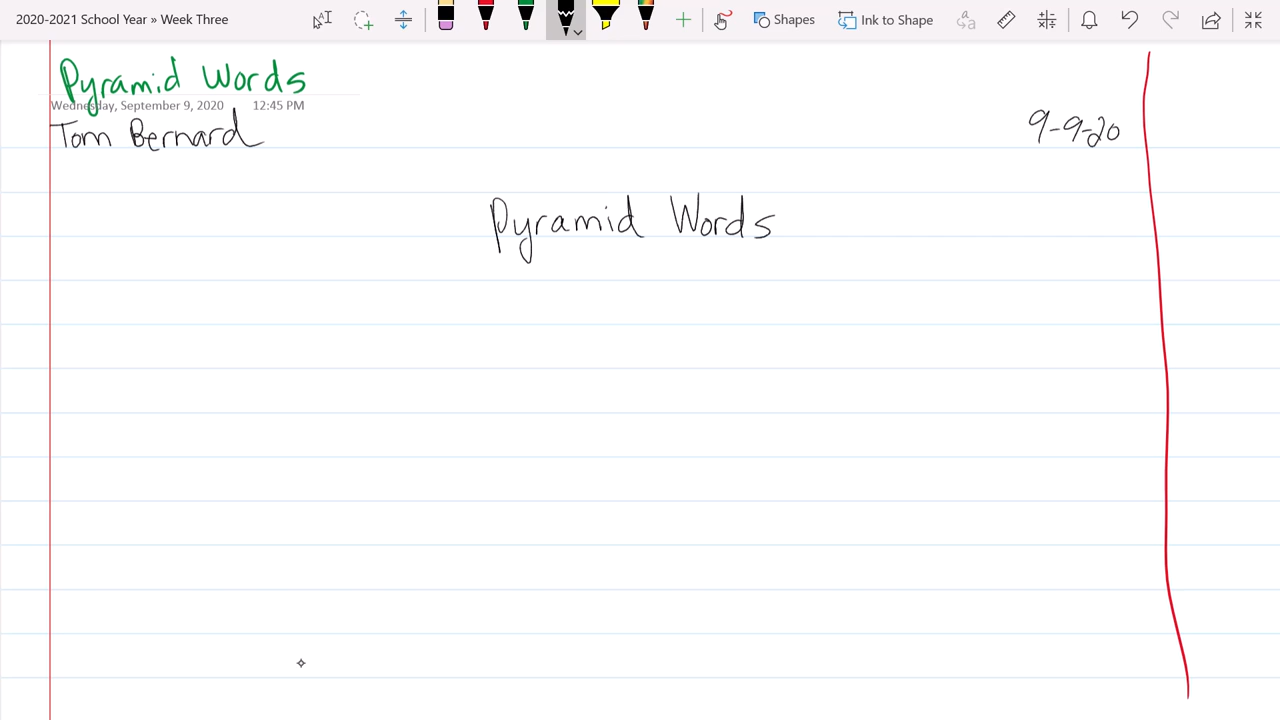 2020-2021 School Year » Week Three
Shapes
Ink to Shape
Pyramid Words
Wednesday, September 9, 2020 12:45 PM
Tom Bernard 9-9-20
Pyramid Words